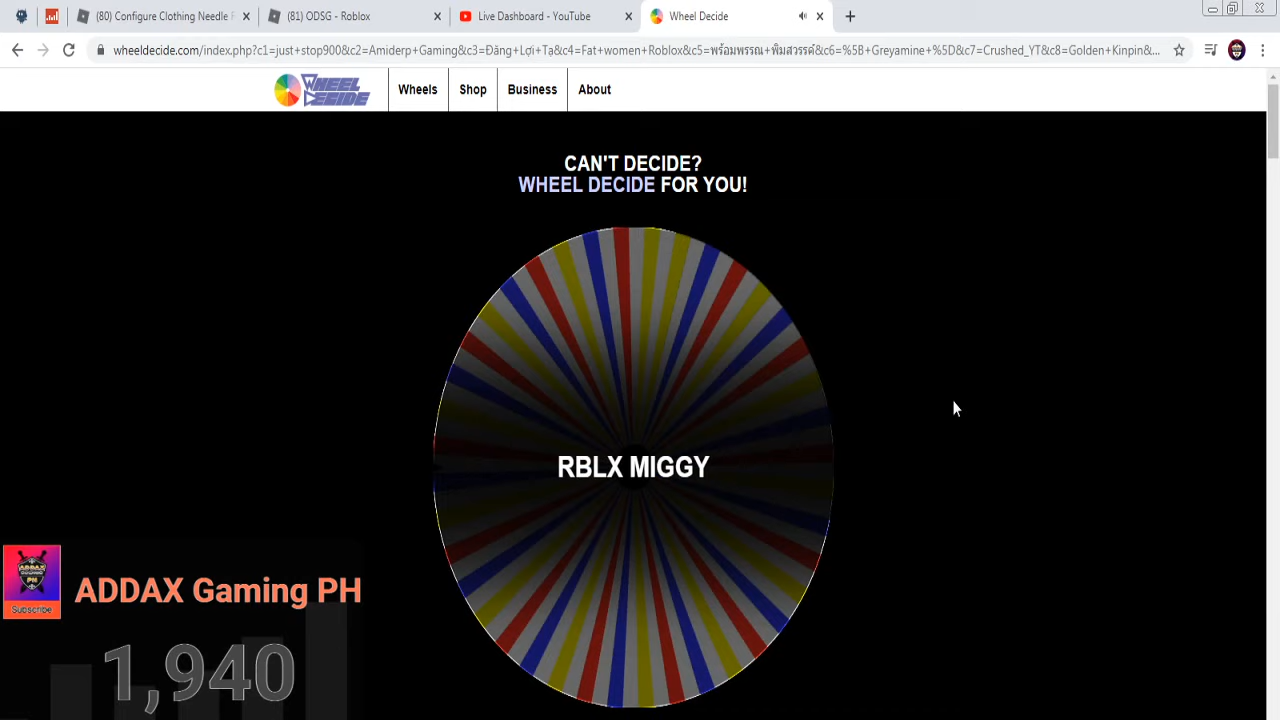 (80) Configure Clothing Needle F
(81) ODSG - Roblox
Live Dashboard - YouTube
Wheel Decide
wheeldecide.com/index.php?c1=just+stop900&c2=Amiderp+Gaming&c3=Đăng+Lợi+Tạ&c4=Fat+women+Roblox&c5=พร้อมพรรณ+พิมสวรรค์&c6=%5B+Greyamine+%5D&c7=Crushed_YT&c8=Golden+Kinpin&...
WHEEL DECIDE
Wheels
Shop
Business
About
CAN'T DECIDE?
WHEEL DECIDE FOR YOU!
RBLX MIGGY
ADDAX Gaming PH
Subscribe
1,940